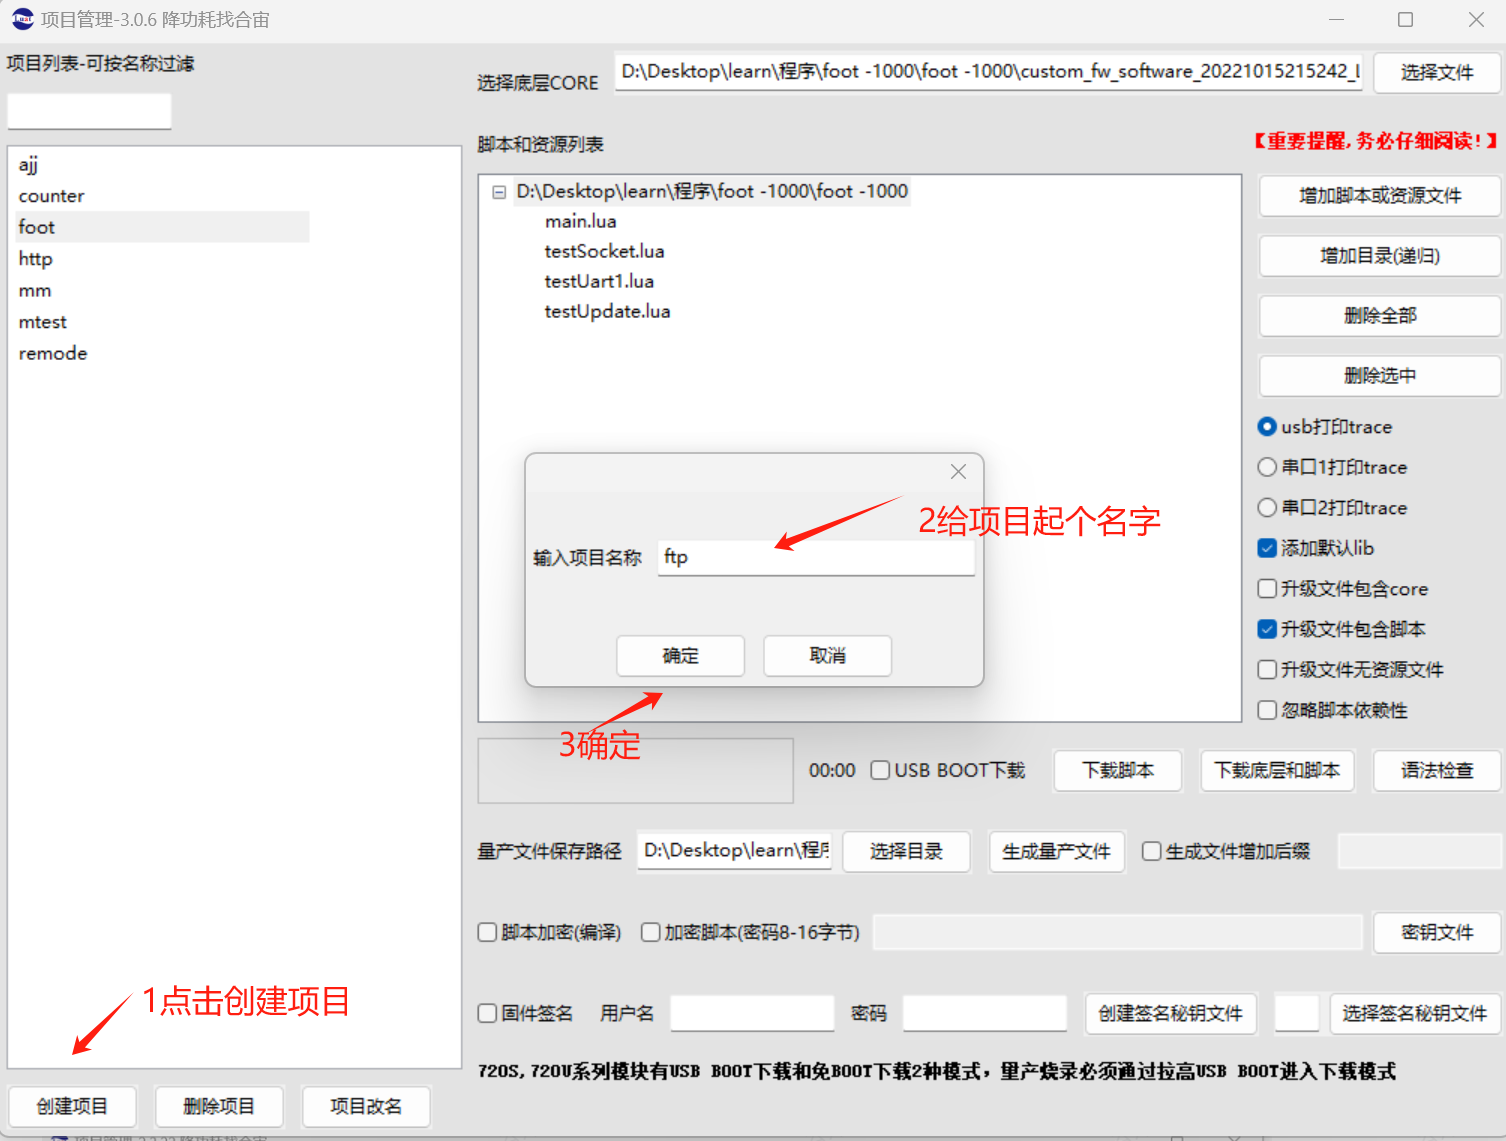 项目管理-3.0.6 降功耗找合宙
项目列表-可按名称过滤
选择底层CORE
D:\Desktop\learn\程序\foot -1000\foot -1000\custom_fw_software_20221015215242_L
选择文件
脚本和资源列表
【重要提醒,务必仔细阅读!】
ajj
counter
foot
http
mm
mtest
remode
D:\Desktop\learn\程序\foot -1000\foot -1000
main.lua
testSocket.lua
testUart1.lua
testUpdate.lua
增加脚本或资源文件
增加目录(递归)
删除全部
删除选中
usb打印trace
串口1打印trace
串口2打印trace
添加默认lib
升级文件包含core
升级文件包含脚本
升级文件无资源文件
忽略脚本依赖性
2给项目起个名字
输入项目名称
ftp
确定
取消
3确定
00:00
USB BOOT下载
下载脚本
下载底层和脚本
语法检查
量产文件保存路径
D:\Desktop\learn\程序
选择目录
生成量产文件
生成文件增加后缀
脚本加密(编译)
加密脚本(密码8-16字节)
密钥文件
1点击创建项目
固件签名
用户名
密码
创建签名秘钥文件
选择签名秘钥文件
720S,720U系列模块有USB BOOT下载和免BOOT下载2种模式，量产烧录必须通过拉高USB BOOT进入下载模式
创建项目
删除项目
项目改名